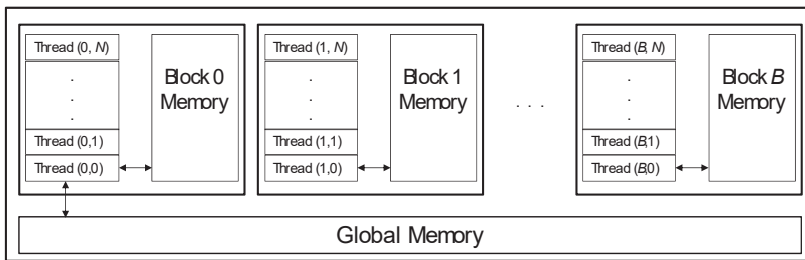 Thread (0, N)
.
.
.
Thread (0,1)
Thread (0,0)
Block 0
Memory
Thread (1, N)
.
.
.
Thread (1,1)
Thread (1,0)
Block 1
Memory
. . .
Thread (B, N)
.
.
.
Thread (B,1)
Thread (B,0)
Block B
Memory
Global Memory